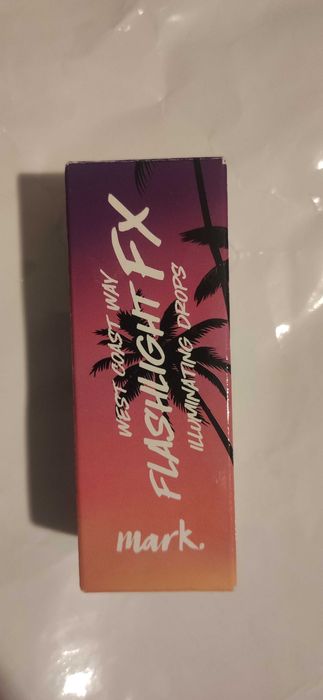 WEST COAST WAY
FLASHLIGHT FX
ILLUMINATING DROPS
mark.